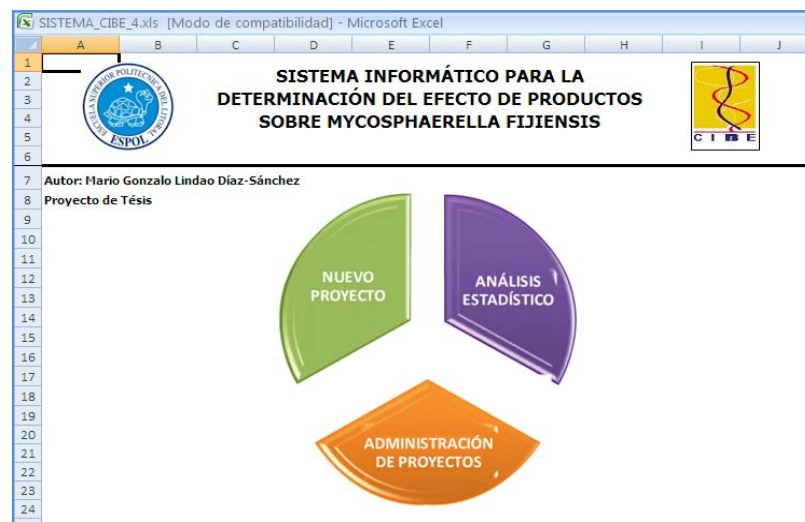 SISTEMA_CIBE_4.xls [Modo de compatibilidad] - Microsoft Excel
A B C D E F G H I J
1
2
3
4
5
6
7
8
9
10
11
12
13
14
15
16
17
18
19
20
21
22
23
24
ESCUELA SUPERIOR POLITECNICA DEL LITORAL
ESPOL
SISTEMA INFORMÁTICO PARA LA
DETERMINACIÓN DEL EFECTO DE PRODUCTOS
SOBRE MYCOSPHAERELLA FIJIENSIS
CIBE
Autor: Mario Gonzalo Lindao Díaz-Sánchez
Proyecto de Tésis
NUEVO
PROYECTO
ANÁLISIS
ESTADÍSTICO
ADMINISTRACIÓN
DE PROYECTOS